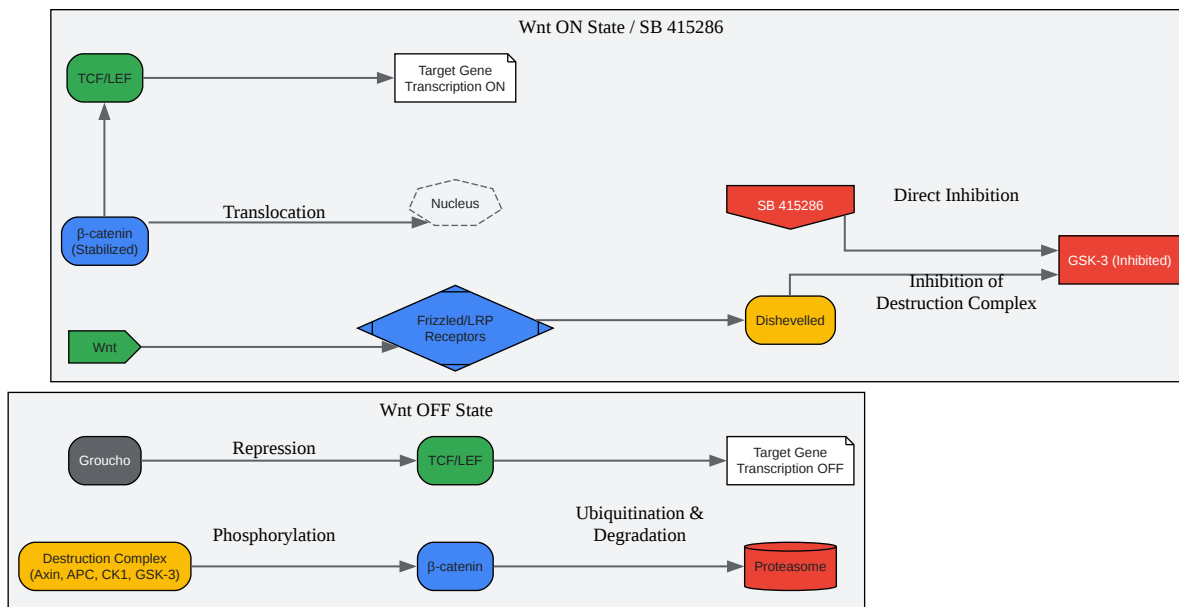 Wnt ON State / SB 415286
TCF/LEF
Target Gene
Transcription ON
SB 415286
Direct Inhibition
Nucleus
Translocation
β-catenin
(Stabilized)
GSK-3 (Inhibited)
Inhibition of
Destruction Complex
Frizzled/LRP
Receptors
Dishevelled
Wnt
Wnt OFF State
Groucho
Repression
TCF/LEF
Target Gene
Transcription OFF
Destruction Complex
(Axin, APC, CK1, GSK-3)
Phosphorylation
β-catenin
Ubiquitination &
Degradation
Proteasome